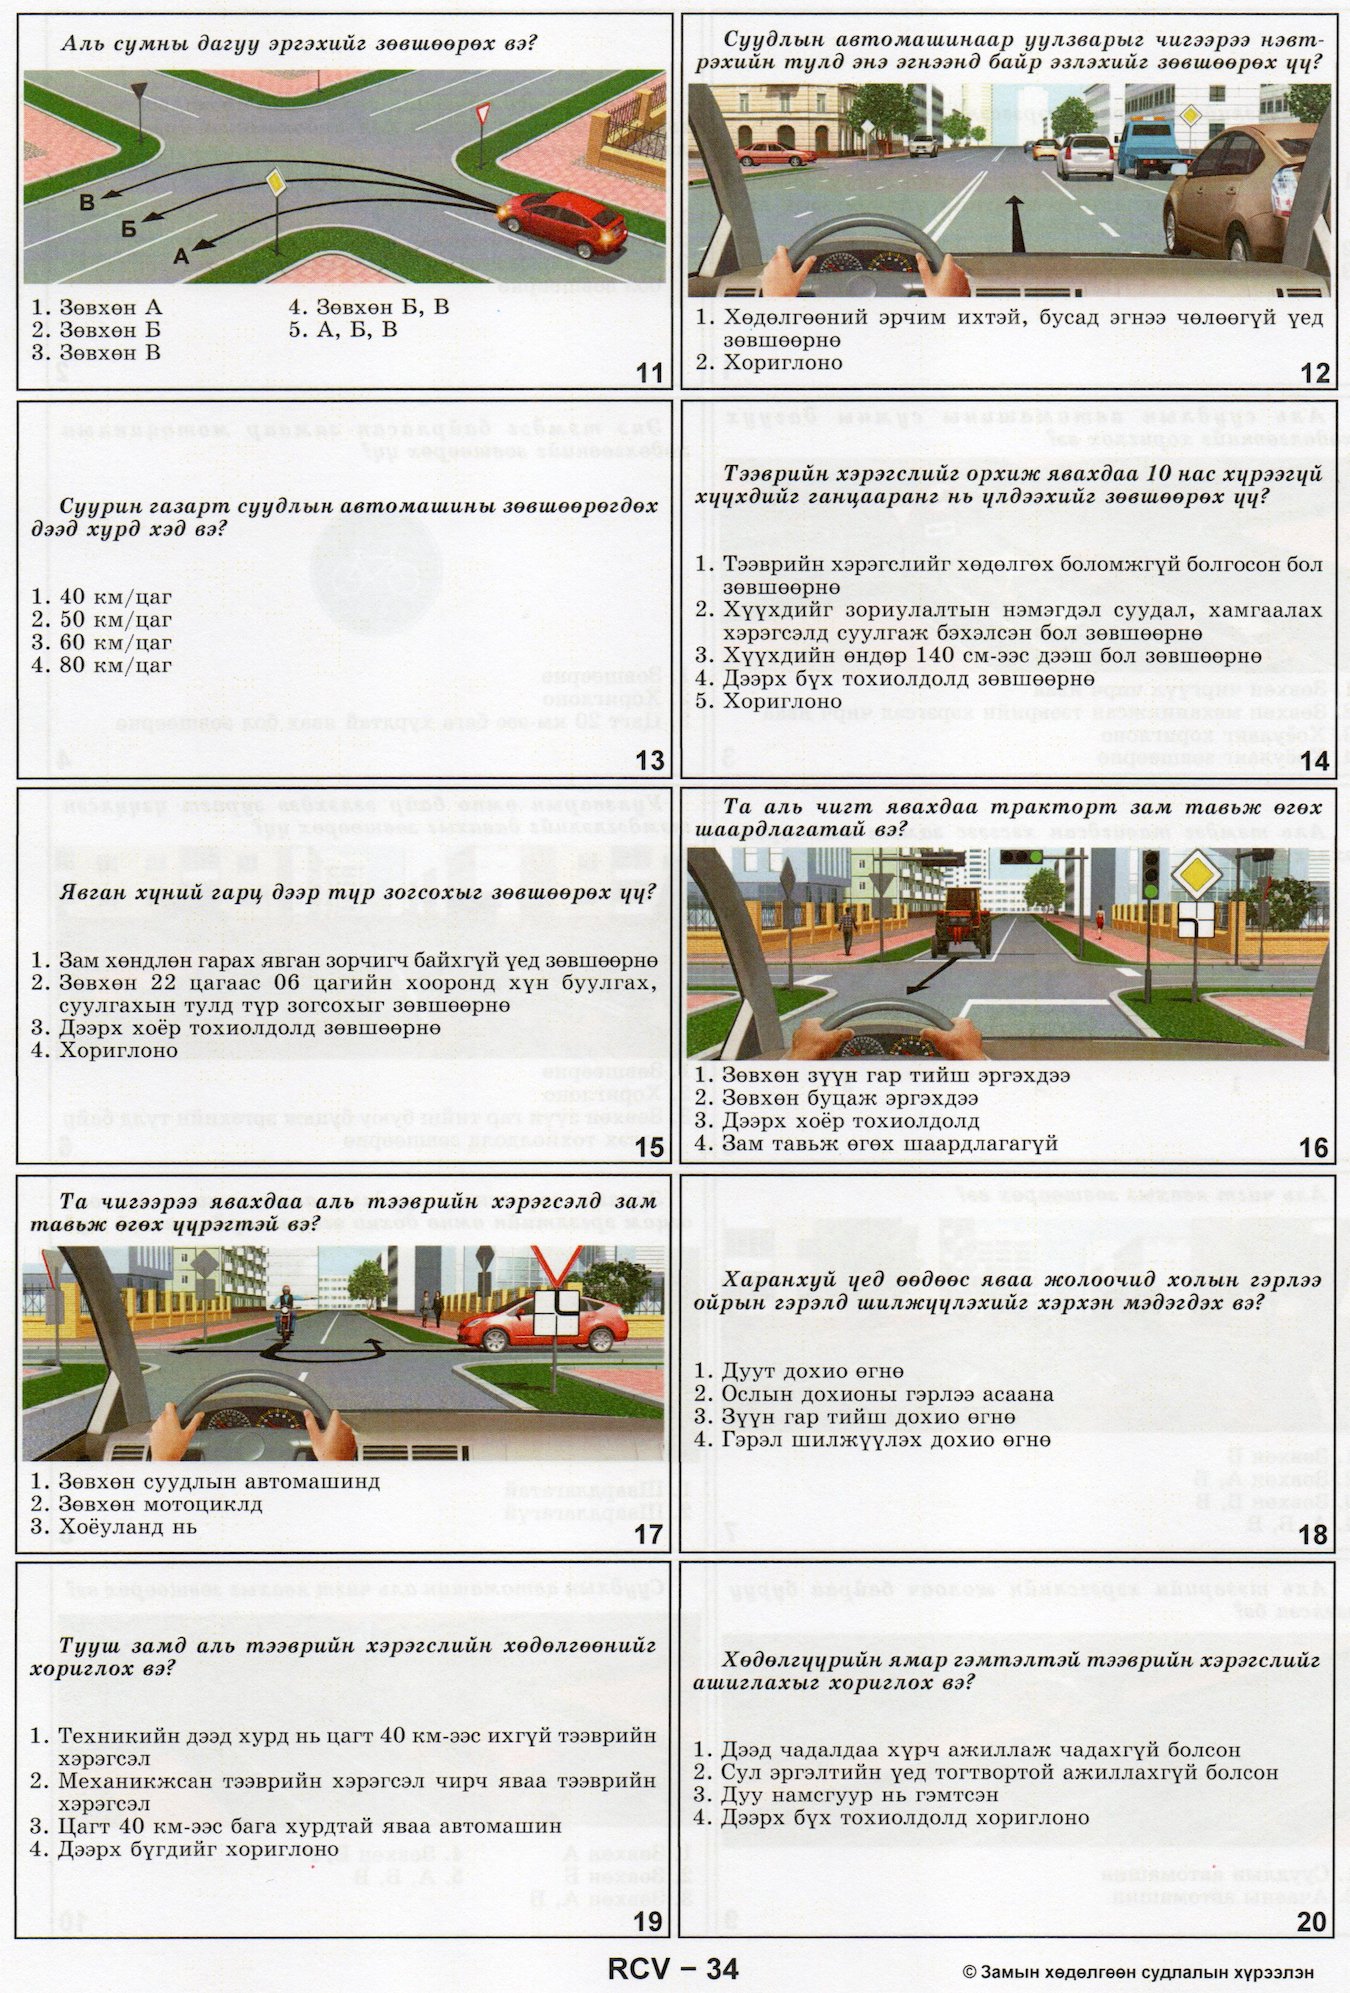 Аль сумны дагуу эргэхийг зөвшөөрөх вэ?
В
Б
А
1. Зөвхөн А
2. Зөвхөн Б
3. Зөвхөн В
4. Зөвхөн Б, В
5. А, Б, В
11
Суудлын автомашинаар уулзварыг чигээрээ нэвт-
рэхийн тулд энэ эгнээнд байр эзлэхийг зөвшөөрөх үү?
1. Хөдөлгөөний эрчим ихтэй, бусад эгнээ чөлөөгүй үед
зөвшөөрнө
2. Хориглоно
12
Суурин газарт суудлын автомашины зөвшөөрөгдөх
дээд хурд хэд вэ?
1. 40 км/цаг
2. 50 км/цаг
3. 60 км/цаг
4. 80 км/цаг
13
Тээврийн хэрэгслийг орхиж явахдаа 10 нас хүрээгүй
хүүхдийг ганцааранг нь үлдээхийг зөвшөөрөх үү?
1. Тээврийн хэрэгслийг хөдөлгөх боломжгүй болгосон бол
зөвшөөрнө
2. Хүүхдийг зориулалтын нэмэгдэл суудал, хамгаалах
хэрэгсэлд суулгаж бэхэлсэн бол зөвшөөрнө
3. Хүүхдийн өндөр 140 см-ээс дээш бол зөвшөөрнө
4. Дээрх бүх тохиолдолд зөвшөөрнө
5. Хориглоно
14
Явган хүний гарц дээр түр зогсохыг зөвшөөрөх үү?
1. Зам хөндлөн гарах явган зорчигч байхгүй үед зөвшөөрнө
2. Зөвхөн 22 цагаас 06 цагийн хооронд хүн буулгах,
суулгахын тулд түр зогсохыг зөвшөөрнө
3. Дээрх хоёр тохиолдолд зөвшөөрнө
4. Хориглоно
15
Та аль чигт явахдаа тракторт зам тавьж өгөх
шаардлагатай вэ?
1. Зөвхөн зүүн гар тийш эргэхдээ
2. Зөвхөн буцаж эргэхдээ
3. Дээрх хоёр тохиолдолд
4. Зам тавьж өгөх шаардлагагүй
16
Та чигээрээ явахдаа аль тээврийн хэрэгсэлд зам
тавьж өгөх үүрэгтэй вэ?
1. Зөвхөн суудлын автомашинд
2. Зөвхөн мотоциклд
3. Хоёуланд нь
17
Харанхуй үед өөдөөс яваа жолоочид холын гэрлээ
ойрын гэрэлд шилжүүлэхийг хэрхэн мэдэгдэх вэ?
1. Дуут дохио өгнө
2. Ослын дохионы гэрлээ асаана
3. Зүүн гар тийш дохио өгнө
4. Гэрэл шилжүүлэх дохио өгнө
18
Тууш замд аль тээврийн хэрэгслийн хөдөлгөөнийг
хориглох вэ?
1. Техникийн дээд хурд нь цагт 40 км-ээс ихгүй тээврийн
хэрэгсэл
2. Механикжсан тээврийн хэрэгсэл чирч яваа тээврийн
хэрэгсэл
3. Цагт 40 км-ээс бага хурдтай яваа автомашин
4. Дээрх бүгдийг хориглоно
19
Хөдөлгүүрийн ямар гэмтэлтэй тээврийн хэрэгслийг
ашиглахыг хориглох вэ?
1. Дээд чадалдаа хүрч ажиллаж чадахгүй болсон
2. Сул эргэлтийн үед тогтвортой ажиллахгүй болсон
3. Дуу намсгуур нь гэмтсэн
4. Дээрх бүх тохиолдолд хориглоно
20
RCV – 34
© Замын хөдөлгөөн судлалын хүрээлэн